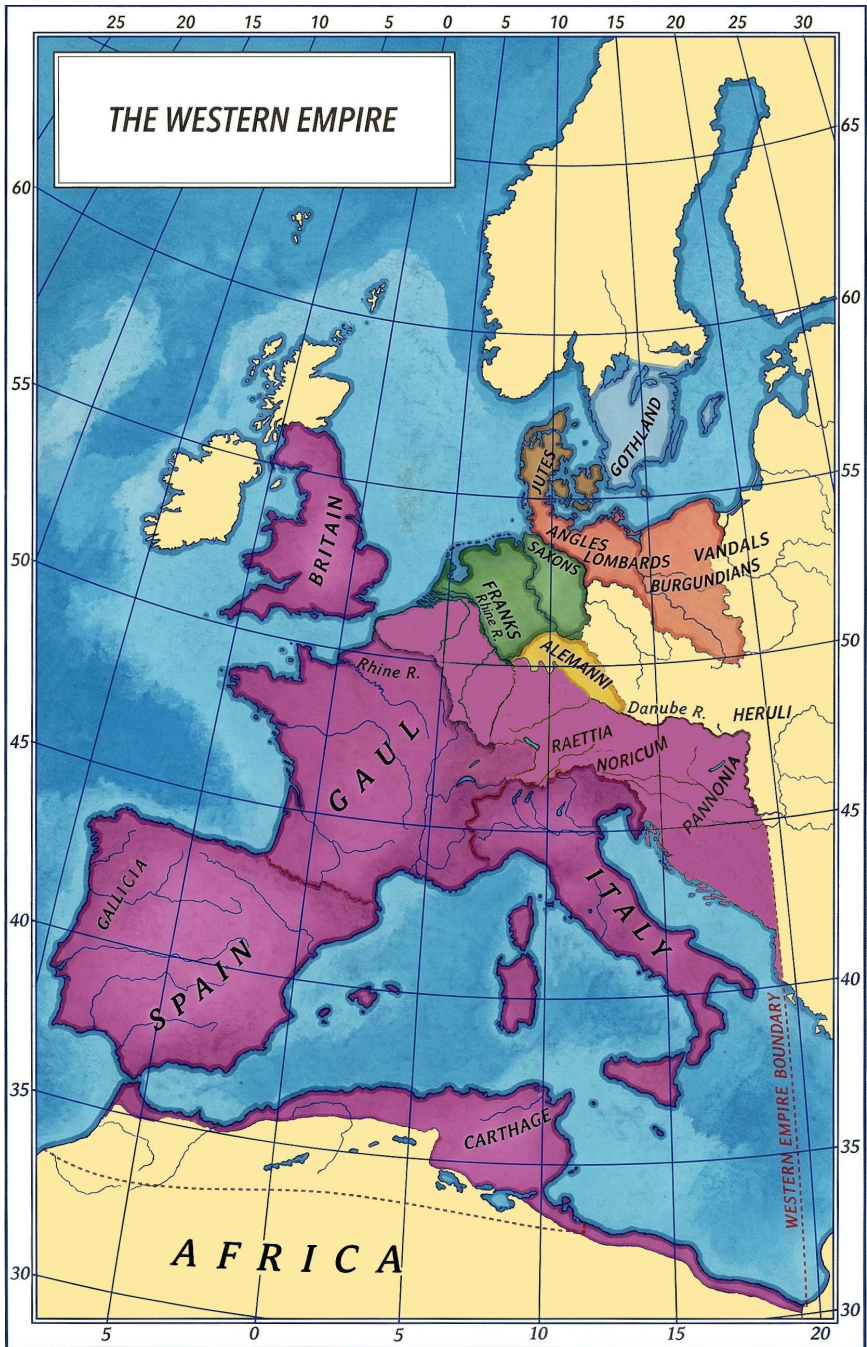 25 20 15 10 5 0 5 10 15 20 25 30
THE WESTERN EMPIRE
65
60
60
55
GOTHLAND
JUTES
55
BRITAIN
ANGLES
SAXONS
LOMBARDS
VANDALS
BURGUNDIANS
50
FRANKS
Rhine R.
50
ALEMANNI
Rhine R.
Danube R.
HERULI
RAETTIA
NORICUM
PANNONIA
45
GAUL
45
GALLICIA
ITALY
40
SPAIN
40
WESTERN EMPIRE BOUNDARY
35
CARTHAGE
35
AFRICA
30
30
5 0 5 10 15 20